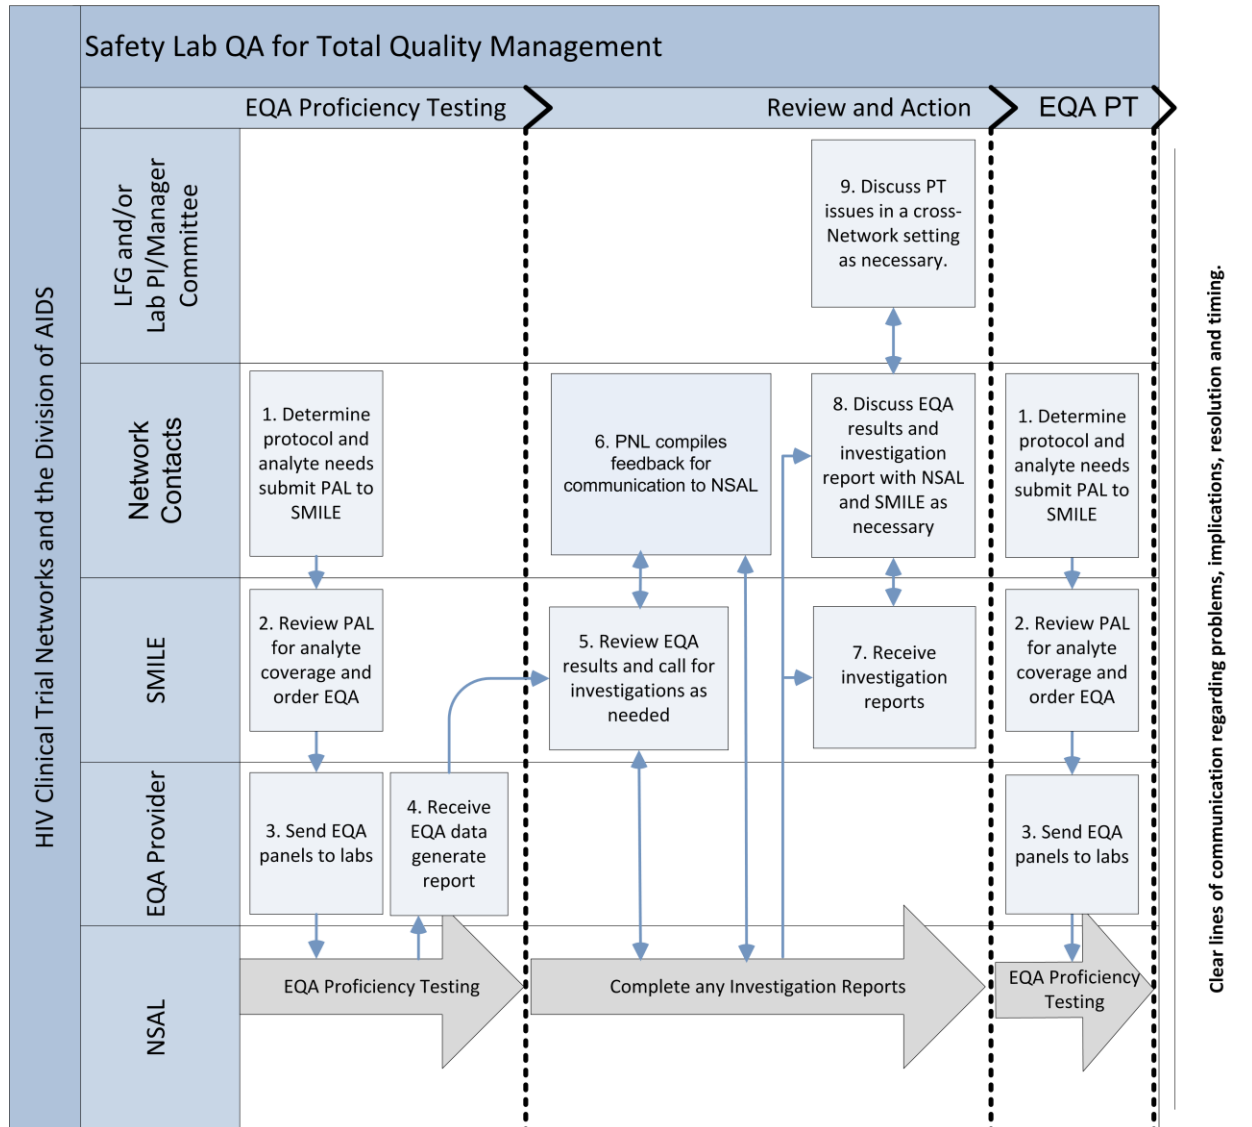 Safety Lab QA for Total Quality Management
EQA Proficiency Testing
Review and Action
EQA PT
HIV Clinical Trial Networks and the Division of AIDS
LFG and/or
Lab PI/Manager
Committee
9. Discuss PT
issues in a cross-
Network setting
as necessary.
Network
Contacts
1. Determine
protocol and
analyte needs
submit PAL to
SMILE
6. PNL compiles
feedback for
communication to NSAL
8. Discuss EQA
results and
investigation
report with NSAL
and SMILE as
necessary
1. Determine
protocol and
analyte needs
submit PAL to
SMILE
SMILE
2. Review PAL
for analyte
coverage and
order EQA
5. Review EQA
results and call for
investigations as
needed
7. Receive
investigation
reports
2. Review PAL
for analyte
coverage and
order EQA
EQA Provider
3. Send EQA
panels to labs
4. Receive
EQA data
generate
report
3. Send EQA
panels to labs
NSAL
EQA Proficiency Testing
Complete any Investigation Reports
EQA Proficiency
Testing
Clear lines of communication regarding problems, implications, resolution and timing.